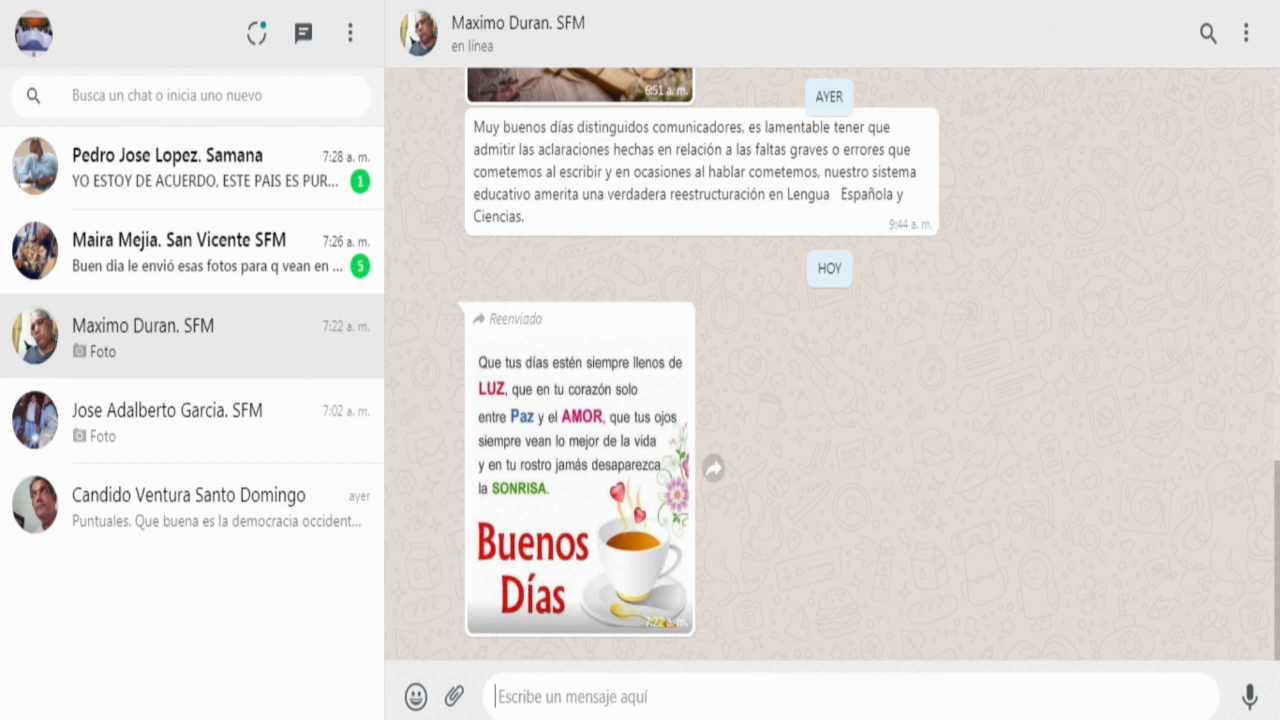 Busca un chat o inicia uno nuevo
Pedro Jose Lopez. Samana
7:28 a. m.
YO ESTOY DE ACUERDO, ESTE PAIS ES PUR...
1
Maira Mejia. San Vicente SFM
7:26 a. m.
Buen dia le envió esas fotos para q vean en ...
5
Maximo Duran. SFM
7:22 a. m.
Foto
Jose Adalberto Garcia. SFM
7:02 a. m.
Foto
Candido Ventura Santo Domingo
ayer
Puntuales. Que buena es la democracia occident...
Maximo Duran. SFM
en línea
6:51 a. m.
AYER
Muy buenos días distinguidos comunicadores, es lamentable tener que
admitir las aclaraciones hechas en relación a las faltas graves o errores que
cometemos al escribir y en ocasiones al hablar cometemos, nuestro sistema
educativo amerita una verdadera reestructuración en Lengua Española y
Ciencias.
9:44 a. m.
HOY
Reenviado
Que tus días estén siempre llenos de
LUZ, que en tu corazón solo
entre Paz y el AMOR, que tus ojos
siempre vean lo mejor de la vida
y en tu rostro jamás desaparezca
la SONRISA.
Buenos
Días
7:22 a. m.
Escribe un mensaje aquí